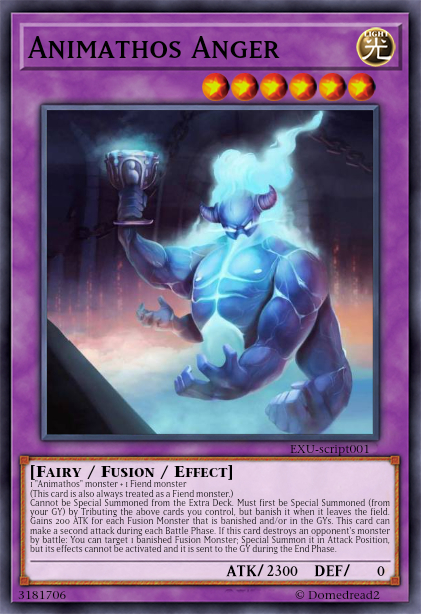 Animathos Anger
LIGHT
光
EXU-script001
[Fairy / Fusion / Effect]
1 "Animathos" monster + 1 Fiend monster
(This card is also always treated as a Fiend monster.)
Cannot be Special Summoned from the Extra Deck. Must first be Special Summoned (from
your GY) by Tributing the above cards you control, but banish it when it leaves the field.
Gains 200 ATK for each Fusion Monster that is banished and/or in the GYs. This card can
make a second attack during each Battle Phase. If this card destroys an opponent's monster
by battle: You can target 1 banished Fusion Monster; Special Summon it in Attack Position,
but its effects cannot be activated and it is sent to the GY during the End Phase.
ATK/ 2300 DEF/ 0
3181706 © Domedread2